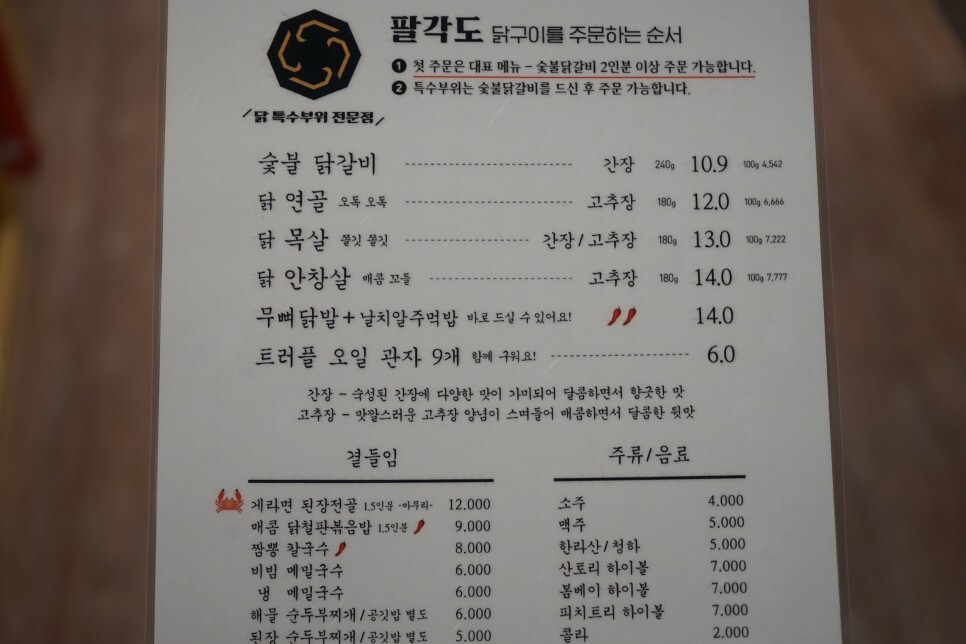 팔각도 닭구이를 주문하는 순서
❶ 첫 주문은 대표 메뉴 - 숯불닭갈비 2인분 이상 주문 가능합니다.
❷ 특수부위는 숯불닭갈비를 드신 후 주문 가능합니다.
닭 특수부위 전문점
숯불 닭갈비 간장 240g 10.9 100g 4,542
닭 연골 오독 오독 고추장 180g 12.0 100g 6,666
닭 목살 쫄깃 쫄깃 간장/고추장 180g 13.0 100g 7,222
닭 안창살 매콤 꼬들 고추장 180g 14.0 100g 7,777
무뼈닭발+날치알주먹밥 바로 드실 수 있어요! 14.0
트러플 오일 관자 9개 함께 구워요! 6.0
간장 - 숙성된 간장에 다양한 맛이 가미되어 달콤하면서 향긋한 맛
고추장 - 맛깔스러운 고추장 양념이 스며들어 매콤하면서 달콤한 뒷맛
곁들임
게라면 된장전골 1.5인분 -마무리- 12.000
매콤 닭철판볶음밥 1.5인분 9.000
짬뽕 칼국수 8.000
비빔 메밀국수 6.000
냉 메밀국수 6.000
해물 순두부찌개/공깃밥 별도 6.000
된장 순두부찌개/공깃밥 별도 5.000
주류/음료
소주 4.000
맥주 5.000
한라산/청하 5.000
산토리 하이볼 7.000
봄베이 하이볼 7.000
피치트리 하이볼 7.000
콜라 2.000